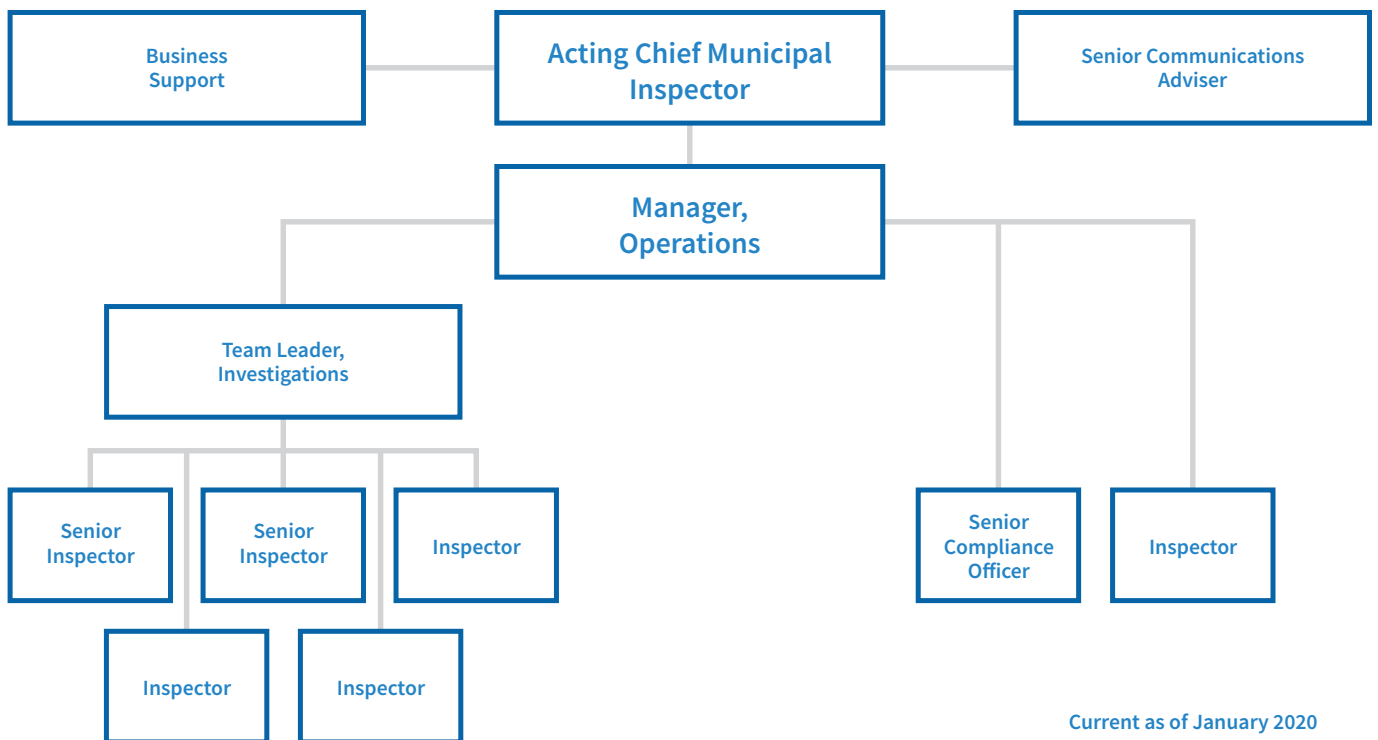 Business
Support
Acting Chief Municipal
Inspector
Senior Communications
Adviser
Manager,
Operations
Team Leader,
Investigations
Senior
Inspector
Senior
Inspector
Inspector
Senior
Compliance
Officer
Inspector
Inspector
Inspector
Current as of January 2020